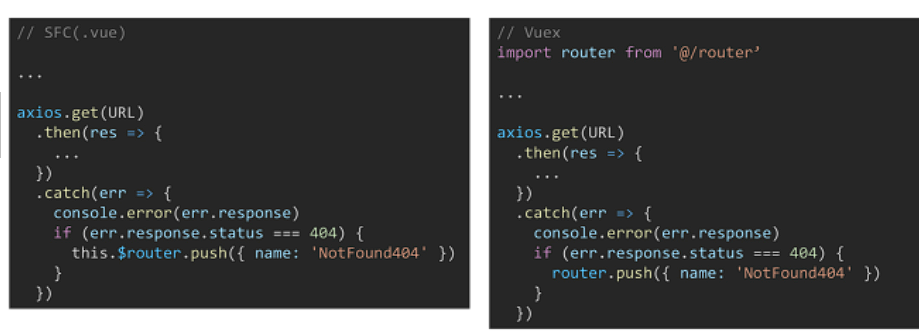 // SFC(.vue)
...
axios.get(URL)
  .then(res => {
    ...
  })
  .catch(err => {
    console.error(err.response)
    if (err.response.status === 404) {
      this.$router.push({ name: 'NotFound404' })
    }
  })
// Vuex
import router from '@/router’
...
axios.get(URL)
  .then(res => {
    ...
  })
  .catch(err => {
    console.error(err.response)
    if (err.response.status === 404) {
      router.push({ name: 'NotFound404' })
    }
  })